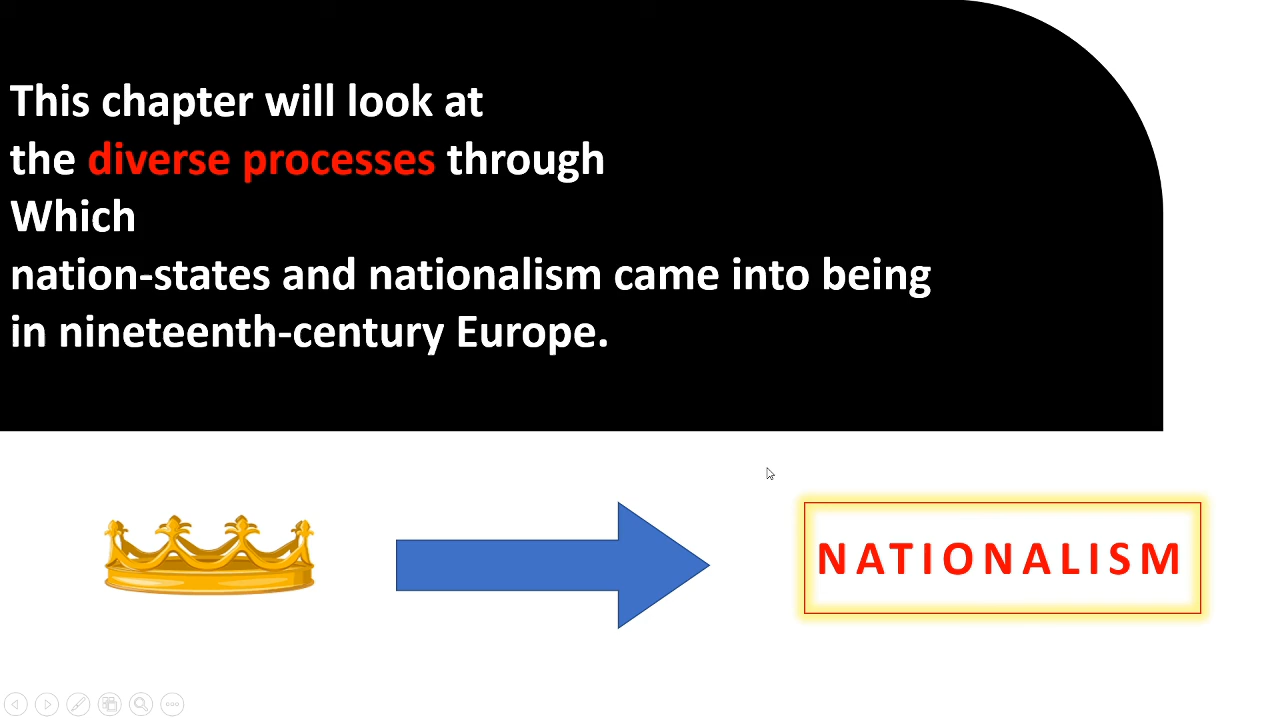 This chapter will look at
the diverse processes through
Which
nation-states and nationalism came into being
in nineteenth-century Europe.
NATIONALISM